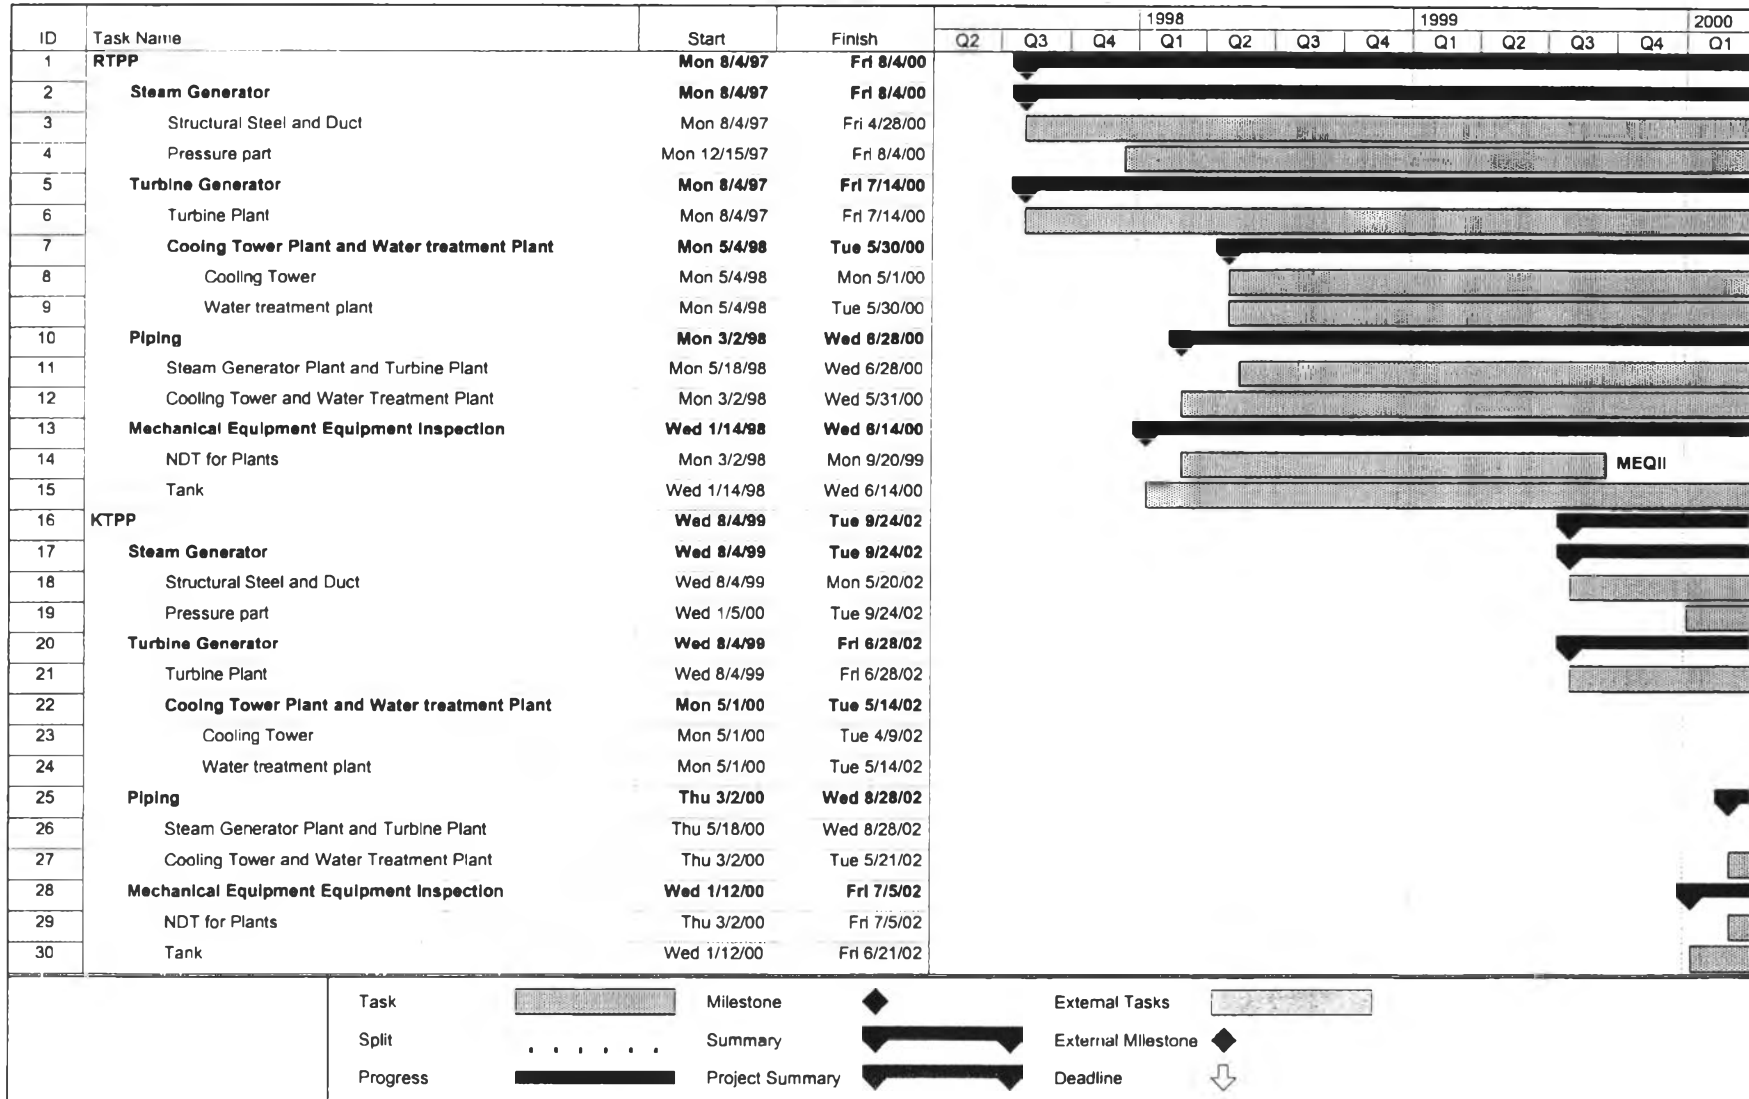 1998 1999 2000
ID Task Name Start Finish Q2 Q3 Q4 Q1 Q2 Q3 Q4 Q1 Q2 Q3 Q4 Q1
1 RTPP Mon 8/4/97 Fri 8/4/00
2 Steam Generator Mon 8/4/97 Fri 8/4/00
3 Structural Steel and Duct Mon 8/4/97 Fri 4/28/00
4 Pressure part Mon 12/15/97 Fri 8/4/00
5 Turbine Generator Mon 8/4/97 Fri 7/14/00
6 Turbine Plant Mon 8/4/97 Fri 7/14/00
7 Cooing Tower Plant and Water treatment Plant Mon 5/4/98 Tue 5/30/00
8 Cooling Tower Mon 5/4/98 Mon 5/1/00
9 Water treatment plant Mon 5/4/98 Tue 5/30/00
10 Piping Mon 3/2/98 Wed 6/28/00
11 Steam Generator Plant and Turbine Plant Mon 5/18/98 Wed 6/28/00
12 Cooling Tower and Water Treatment Plant Mon 3/2/98 Wed 5/31/00
13 Mechanical Equipment Equipment Inspection Wed 1/14/98 Wed 6/14/00
14 NDT for Plants Mon 3/2/98 Mon 9/20/99 MEQII
15 Tank Wed 1/14/98 Wed 6/14/00
16 KTPP Wed 8/4/99 Tue 9/24/02
17 Steam Generator Wed 8/4/99 Tue 9/24/02
18 Structural Steel and Duct Wed 8/4/99 Mon 5/20/02
19 Pressure part Wed 1/5/00 Tue 9/24/02
20 Turbine Generator Wed 8/4/99 Fri 6/28/02
21 Turbine Plant Wed 8/4/99 Fri 6/28/02
22 Cooing Tower Plant and Water treatment Plant Mon 5/1/00 Tue 5/14/02
23 Cooling Tower Mon 5/1/00 Tue 4/9/02
24 Water treatment plant Mon 5/1/00 Tue 5/14/02
25 Piping Thu 3/2/00 Wed 8/28/02
26 Steam Generator Plant and Turbine Plant Thu 5/18/00 Wed 8/28/02
27 Cooling Tower and Water Treatment Plant Thu 3/2/00 Tue 5/21/02
28 Mechanical Equipment Equipment Inspection Wed 1/12/00 Fri 7/5/02
29 NDT for Plants Thu 3/2/00 Fri 7/5/02
30 Tank Wed 1/12/00 Fri 6/21/02
Task Milestone External Tasks
Split Summary External Milestone
Progress Project Summary Deadline